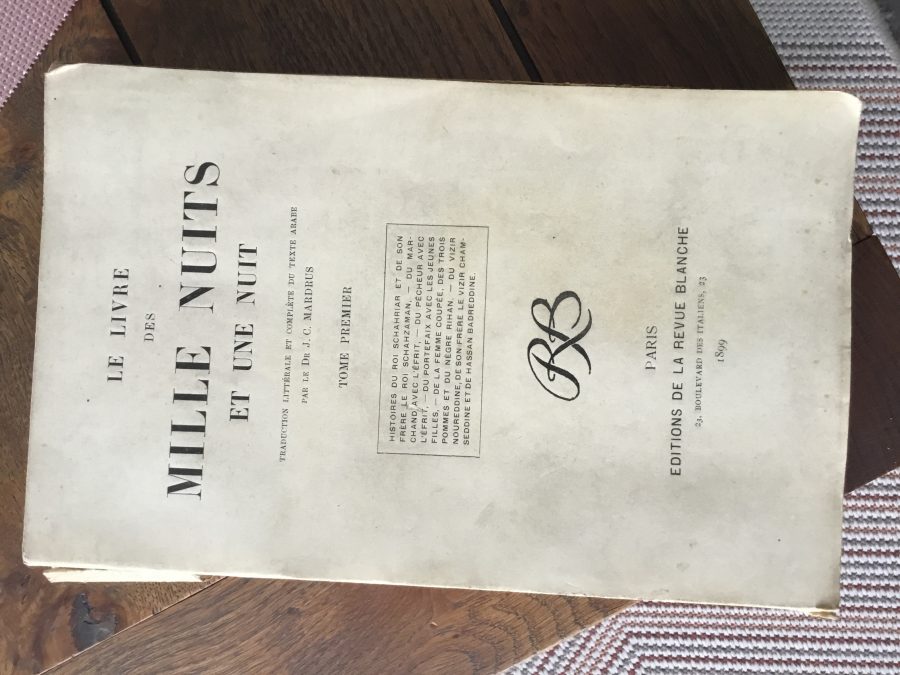 LE LIVRE
DES
MILLE NUITS
ET UNE NUIT
TRADUCTION LITTÉRALE ET COMPLÈTE DU TEXTE ARABE
PAR LE DR J. C. MARDRUS
TOME PREMIER
HISTOIRES DU ROI SCHAHRIAR ET DE SON
FRÈRE LE ROI SCHAHZAMAN. — DU MAR-
CHAND AVEC L'ÉFRIT. — DU PÊCHEUR AVEC
L'ÉFRIT. — DU PORTEFAIX AVEC LES JEUNES
FILLES. — DE LA FEMME COUPÉE, DES TROIS
POMMES ET DU NÈGRE RIHAN. — DU VIZIR
NOUREDDINE, DE SON FRÈRE LE VIZIR CHAM-
SEDDINE ET DE HASSAN BADREDDINE.
RB
PARIS
EDITIONS DE LA REVUE BLANCHE
23, BOULEVARD DES ITALIENS, 23
1899